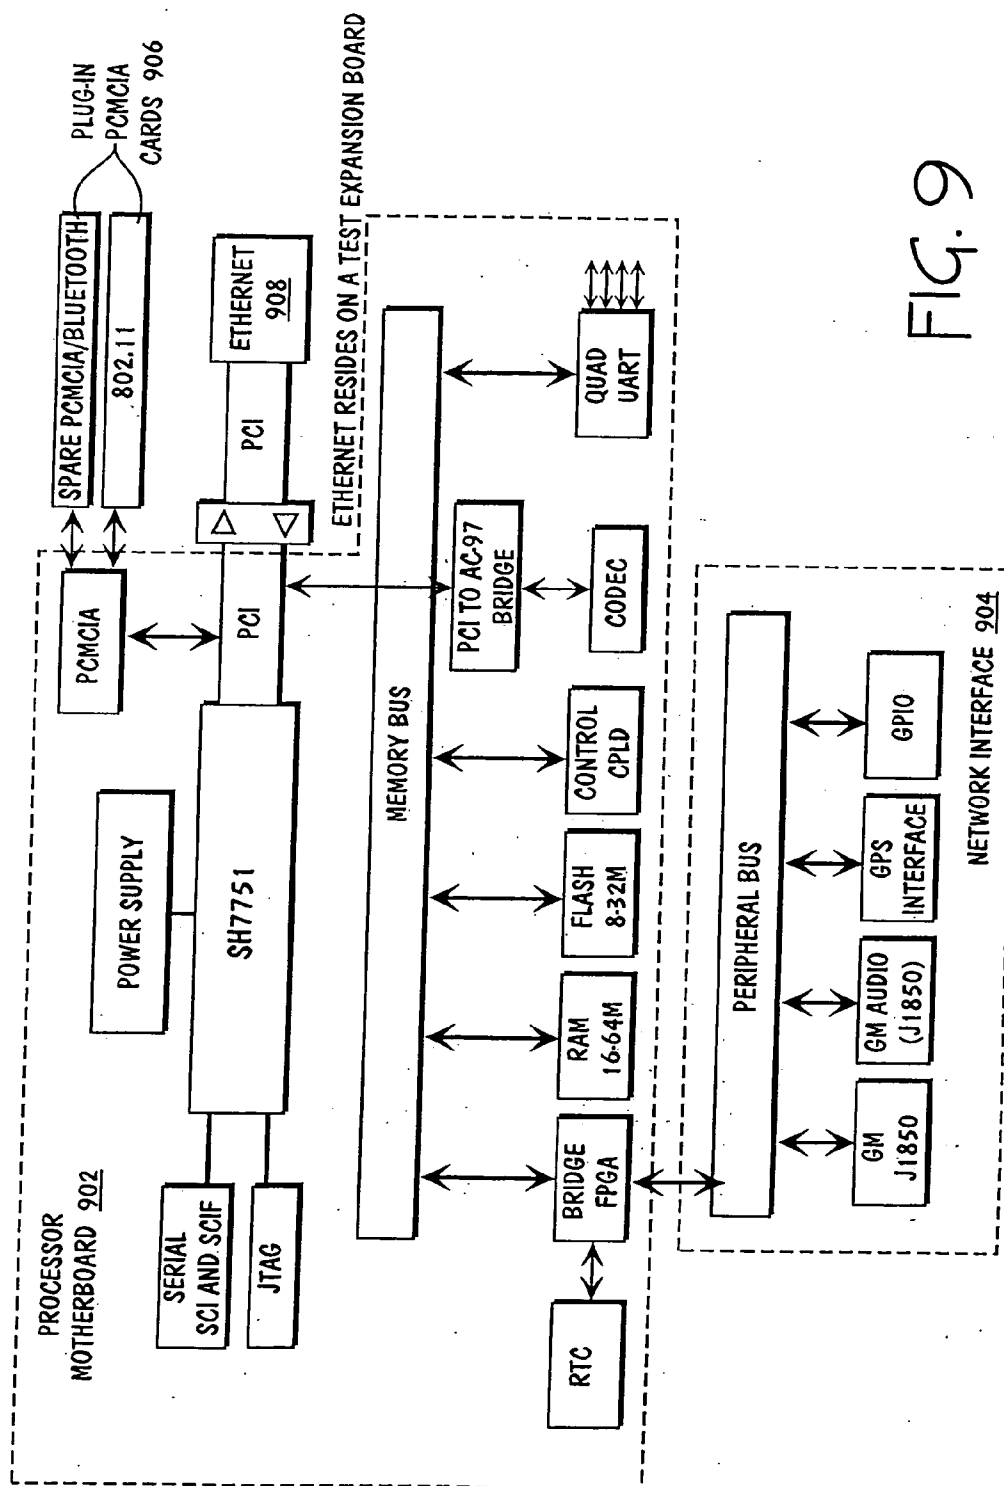 PROCESSOR
MOTHERBOARD 902
POWER SUPPLY
PCMCIA
SPARE PCMCIA/BLUETOOTH
802.11
PLUG-IN
PCMCIA
CARDS 906
SERIAL
SCI AND SCIF
JTAG
SH7751
PCI
PCI
ETHERNET
908
ETHERNET RESIDES ON A TEST EXPANSION BOARD
MEMORY BUS
RTC
BRIDGE
FPGA
RAM
16-64M
FLASH
8-32M
CONTROL
CPLD
PCI TO AC-97
BRIDGE
CODEC
QUAD
UART
PERIPHERAL BUS
GM
J1850
GM AUDIO
(J1850)
GPS
INTERFACE
GPIO
NETWORK INTERFACE 904
FIG. 9